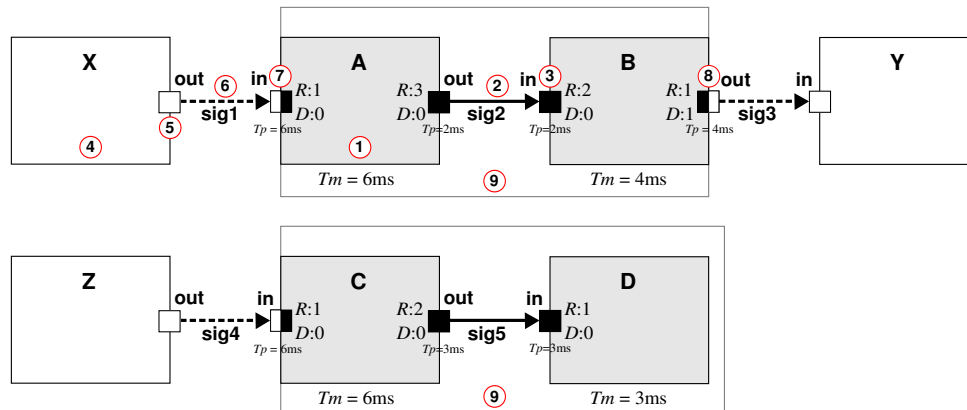 X
A
B
Y
out
in
out
in
out
in
4
5
6
7
1
2
3
8
9
sig1
sig2
sig3
R:1
D:0
Tp = 6ms
R:3
D:0
Tp=2ms
R:2
D:0
Tp=2ms
R:1
D:1
Tp = 4ms
Tm = 6ms
Tm = 4ms
Z
C
D
out
in
out
in
sig4
sig5
R:1
D:0
Tp = 6ms
R:2
D:0
Tp=3ms
R:1
D:0
Tp=3ms
Tm = 6ms
9
Tm = 3ms